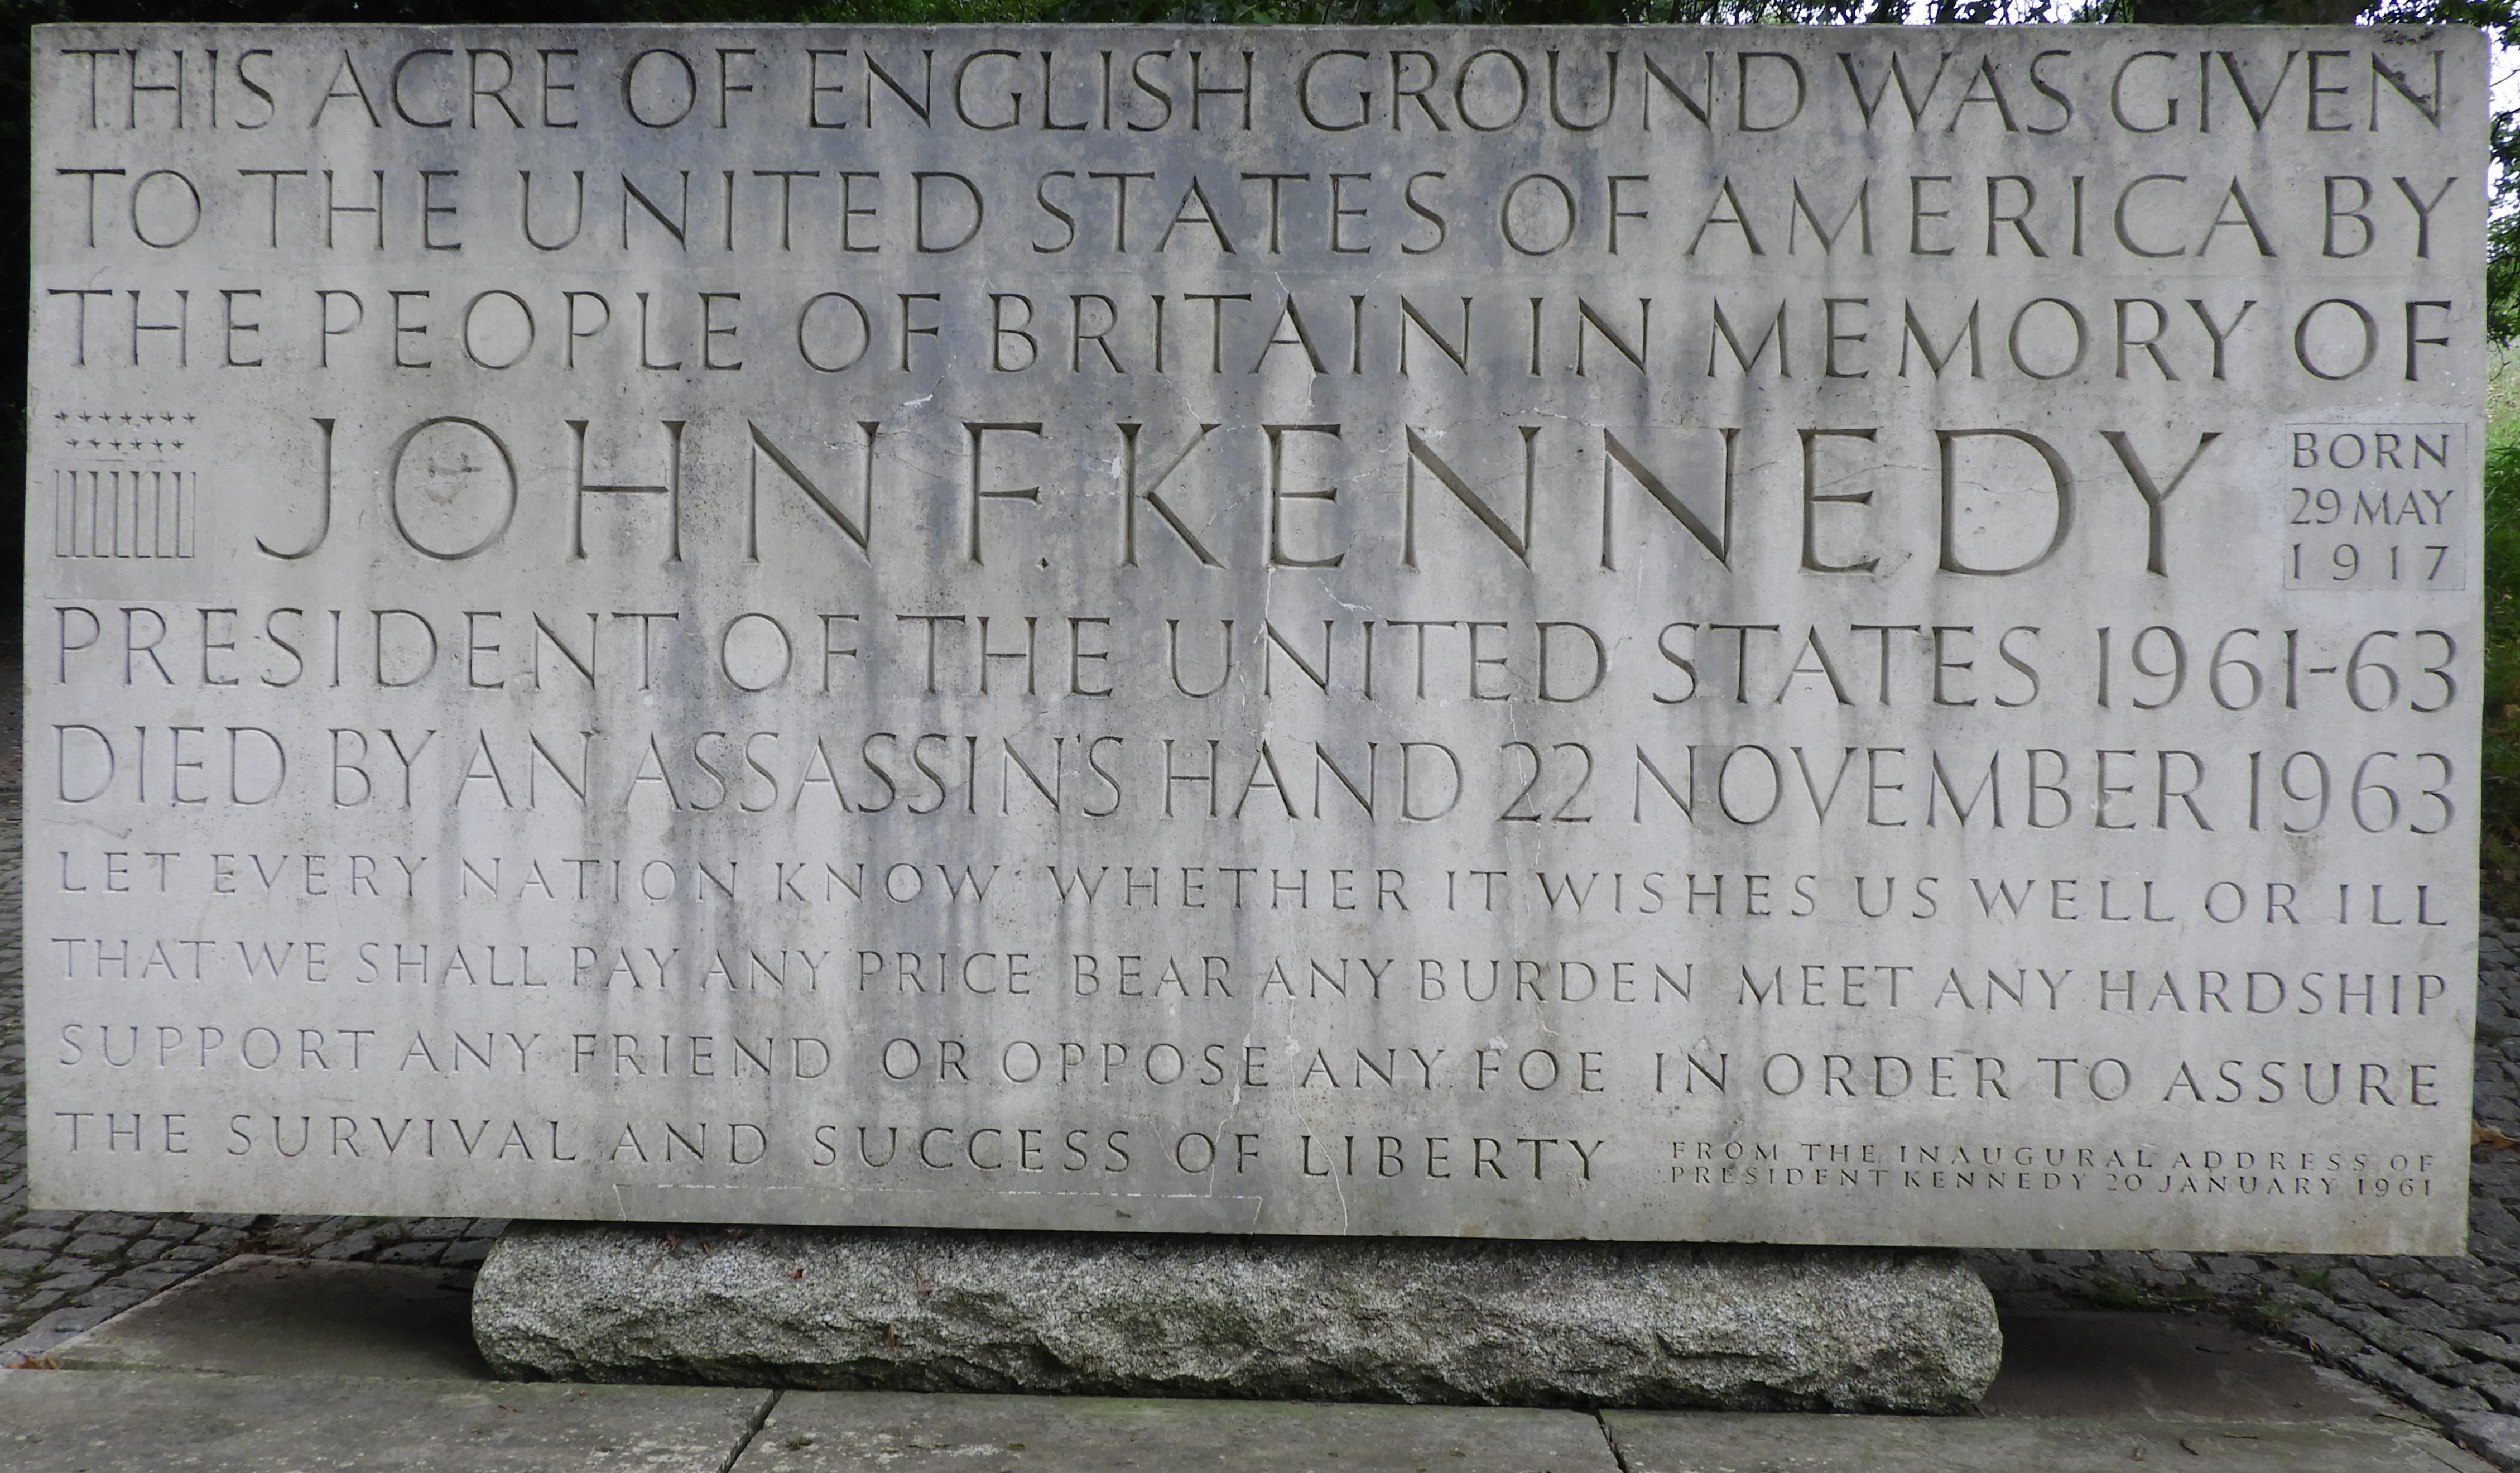 THIS ACRE OF ENGLISH GROUND WAS GIVEN
TO THE UNITED STATES OF AMERICA BY
THE PEOPLE OF BRITAIN IN MEMORY OF
JOHN F. KENNEDY
BORN
29 MAY
1917
PRESIDENT OF THE UNITED STATES 1961-63
DIED BY AN ASSASSIN'S HAND 22 NOVEMBER 1963
LET EVERY NATION KNOW WHETHER IT WISHES US WELL OR ILL
THAT WE SHALL PAY ANY PRICE BEAR ANY BURDEN MEET ANY HARDSHIP
SUPPORT ANY FRIEND OR OPPOSE ANY FOE IN ORDER TO ASSURE
THE SURVIVAL AND SUCCESS OF LIBERTY
FROM THE INAUGURAL ADDRESS OF
PRESIDENT KENNEDY 20 JANUARY 1961